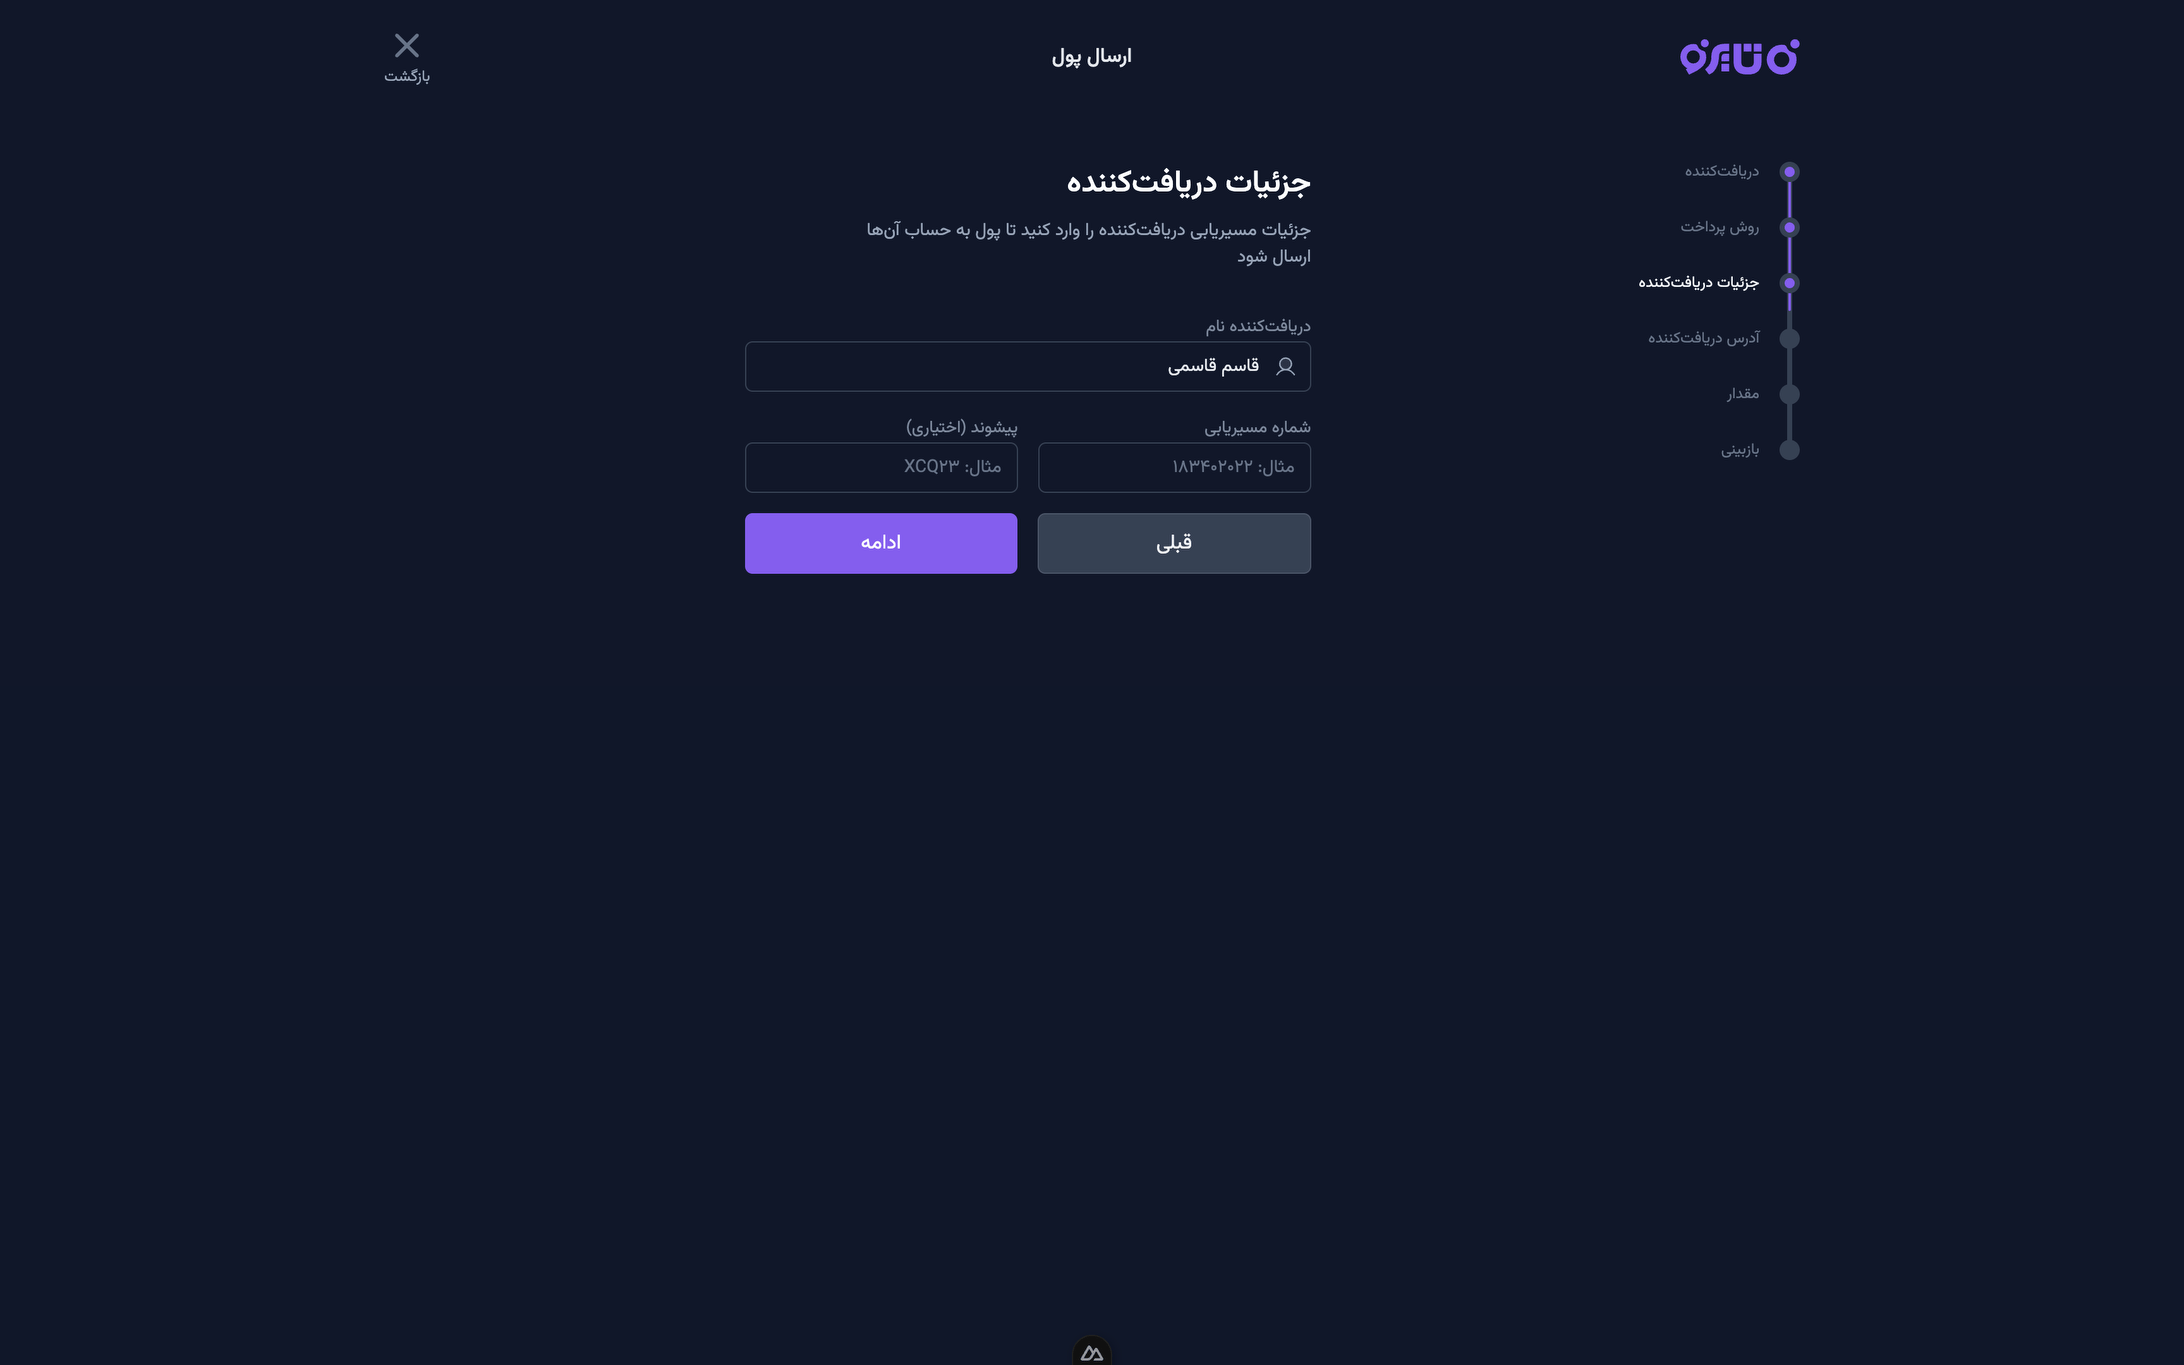 ارسال پول
بازگشت
دریافت‌کننده
روش پرداخت
جزئیات دریافت‌کننده
آدرس دریافت‌کننده
مقدار
بازبینی
جزئیات دریافت‌کننده
جزئیات مسیریابی دریافت‌کننده را وارد کنید تا پول به حساب آن‌ها
ارسال شود
دریافت‌کننده نام
قاسم قاسمی
شماره مسیریابی
مثال: ۱۸۳۴۰۲۰۲۲
پیشوند (اختیاری)
مثال: XCQ۲۳
قبلی
ادامه